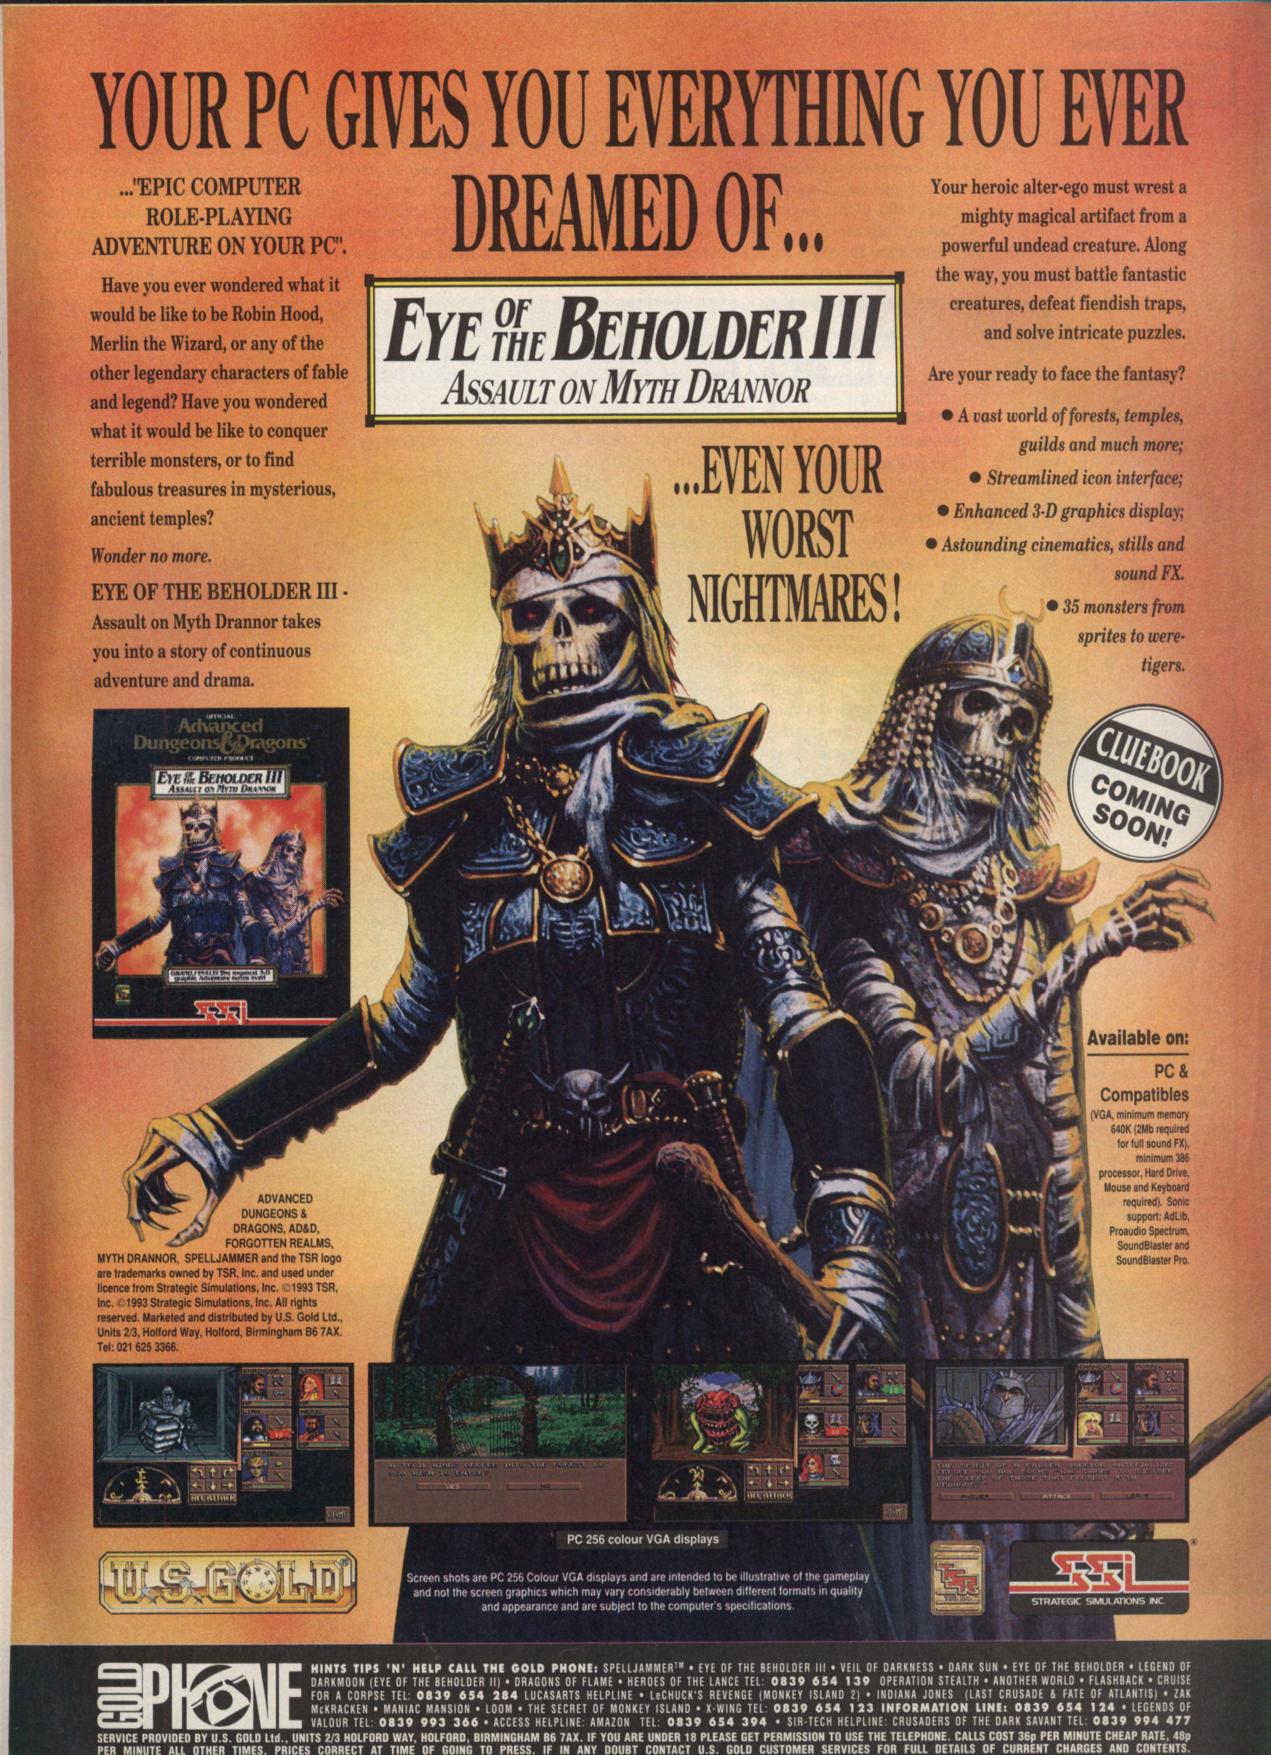 YOUR PC GIVES YOU EVERYTHING YOU EVER
DREAMED OF...
..."EPIC COMPUTER
ROLE-PLAYING
ADVENTURE ON YOUR PC".
Have you ever wondered what it
would be like to be Robin Hood,
Merlin the Wizard, or any of the
other legendary characters of fable
and legend? Have you wondered
what it would be like to conquer
terrible monsters, or to find
fabulous treasures in mysterious,
ancient temples?
Wonder no more.
EYE OF THE BEHOLDER III -
Assault on Myth Drannor takes
you into a story of continuous
adventure and drama.
EYE OF THE BEHOLDER III
ASSAULT ON MYTH DRANNOR
...EVEN YOUR
WORST
NIGHTMARES!
Your heroic alter-ego must wrest a
mighty magical artifact from a
powerful undead creature. Along
the way, you must battle fantastic
creatures, defeat fiendish traps,
and solve intricate puzzles.
Are your ready to face the fantasy?
● A vast world of forests, temples,
guilds and much more;
● Streamlined icon interface;
● Enhanced 3-D graphics display;
● Astounding cinematics, stills and
sound FX.
● 35 monsters from
sprites to were-
tigers.
CLUEBOOK
COMING
SOON!
OFFICIAL
Advanced
Dungeons & Dragons
COMPUTER PRODUCT
EYE OF THE BEHOLDER III
ASSAULT ON MYTH DRANNOR
SSI
Available on:
PC &
Compatibles
(VGA, minimum memory
640K (2Mb required
for full sound FX),
minimum 386
processor, Hard Drive,
Mouse and Keyboard
required). Sonic
support: AdLib,
Proaudio Spectrum,
SoundBlaster and
SoundBlaster Pro.
ADVANCED
DUNGEONS &
DRAGONS, AD&D,
FORGOTTEN REALMS,
MYTH DRANNOR, SPELLJAMMER and the TSR logo
are trademarks owned by TSR, Inc. and used under
licence from Strategic Simulations, Inc. ©1993 TSR,
Inc. ©1993 Strategic Simulations, Inc. All rights
reserved. Marketed and distributed by U.S. Gold Ltd.,
Units 2/3, Holford Way, Holford, Birmingham B6 7AX.
Tel: 021 625 3366.
ALL ATTACK
YES NO
ALL ATTACK
ATTACK LEAVE
PC 256 colour VGA displays
U.S. GOLD®
Screen shots are PC 256 Colour VGA displays and are intended to be illustrative of the gameplay
and not the screen graphics which may vary considerably between different formats in quality
and appearance and are subject to the computer's specifications.
TSR
SSI®
STRATEGIC SIMULATIONS INC.
GOLD PHONE
HINTS TIPS 'N' HELP CALL THE GOLD PHONE: SPELLJAMMER™ • EYE OF THE BEHOLDER III • VEIL OF DARKNESS • DARK SUN • EYE OF THE BEHOLDER • LEGEND OF
DARKMOON (EYE OF THE BEHOLDER II) • DRAGONS OF FLAME • HEROES OF THE LANCE TEL: 0839 654 139 OPERATION STEALTH • ANOTHER WORLD • FLASHBACK • CRUISE
FOR A CORPSE TEL: 0839 654 284 LUCASARTS HELPLINE • LeCHUCK'S REVENGE (MONKEY ISLAND 2) • INDIANA JONES (LAST CRUSADE & FATE OF ATLANTIS) • ZAK
McKRACKEN • MANIAC MANSION • LOOM • THE SECRET OF MONKEY ISLAND • X-WING TEL: 0839 654 123 INFORMATION LINE: 0839 654 124 • LEGENDS OF
VALOUR TEL: 0839 993 366 • ACCESS HELPLINE: AMAZON TEL: 0839 654 394 • SIR-TECH HELPLINE: CRUSADERS OF THE DARK SAVANT TEL: 0839 994 477
SERVICE PROVIDED BY U.S. GOLD Ltd., UNITS 2/3 HOLFORD WAY, HOLFORD, BIRMINGHAM B6 7AX. IF YOU ARE UNDER 18 PLEASE GET PERMISSION TO USE THE TELEPHONE. CALLS COST 36p PER MINUTE CHEAP RATE, 48p
PER MINUTE ALL OTHER TIMES. PRICES CORRECT AT TIME OF GOING TO PRESS. IF IN ANY DOUBT CONTACT U.S. GOLD CUSTOMER SERVICES FOR FULL DETAILS OF CURRENT CHARGES AND CONTENTS.